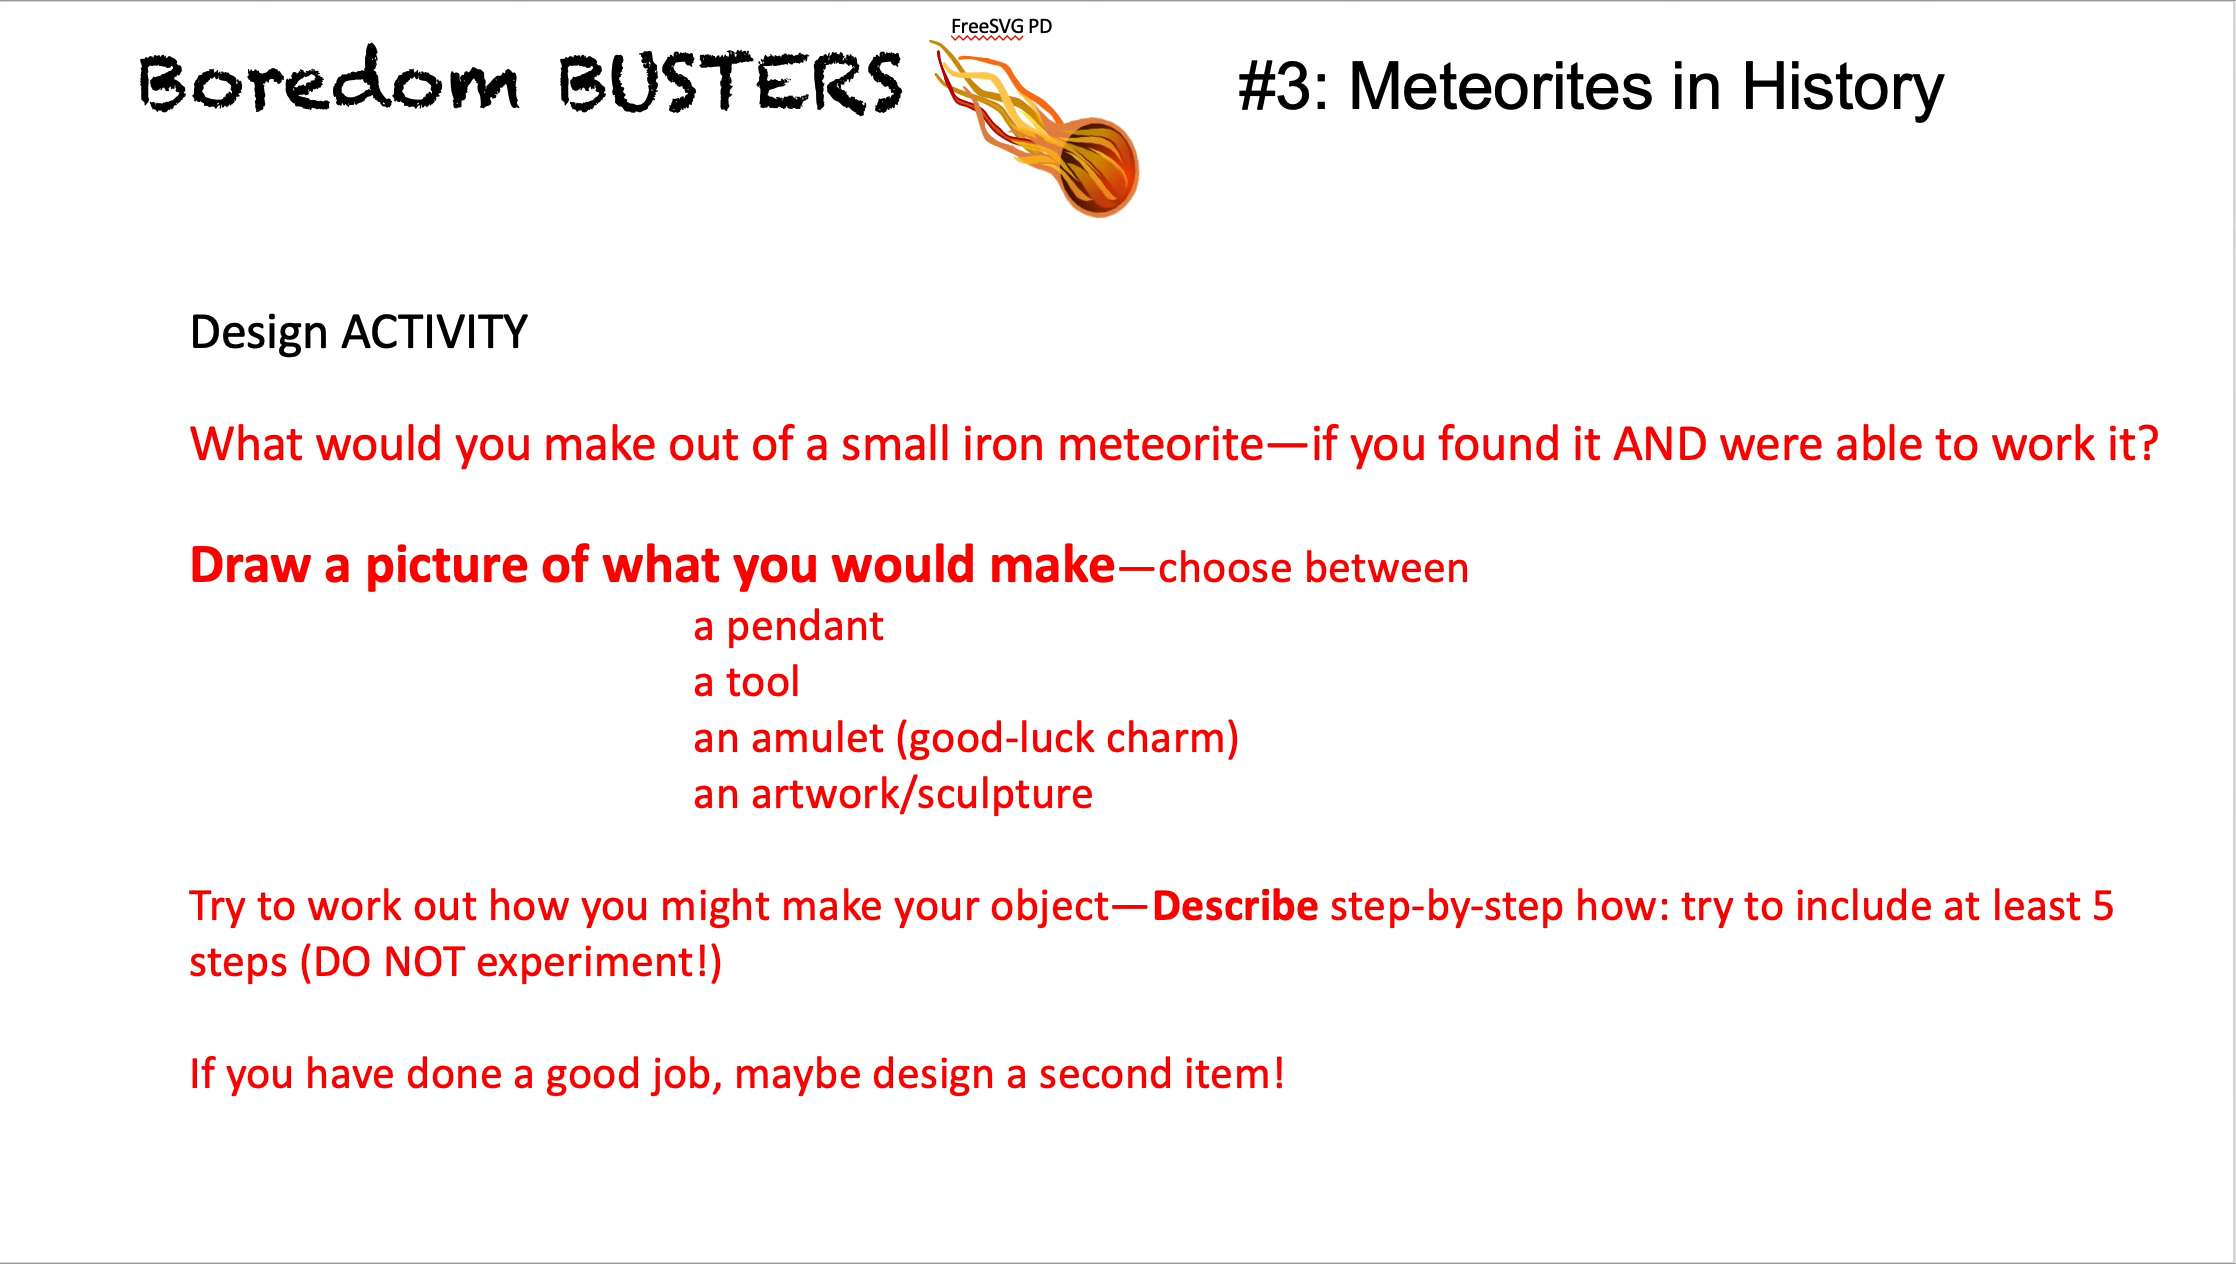 FreeSVG PD
Boredom BUSTERS
#3: Meteorites in History
Design ACTIVITY
What would you make out of a small iron meteorite—if you found it AND were able to work it?
Draw a picture of what you would make—choose between
a pendant
a tool
an amulet (good-luck charm)
an artwork/sculpture
Try to work out how you might make your object—Describe step-by-step how: try to include at least 5
steps (DO NOT experiment!)
If you have done a good job, maybe design a second item!